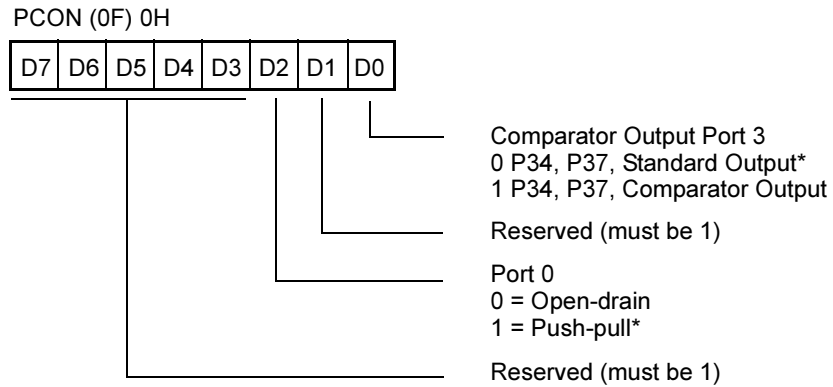 PCON (0F) 0H
D7 D6 D5 D4 D3 D2 D1 D0
Comparator Output Port 3
0 P34, P37, Standard Output*
1 P34, P37, Comparator Output
Reserved (must be 1)
Port 0
0 = Open-drain
1 = Push-pull*
Reserved (must be 1)